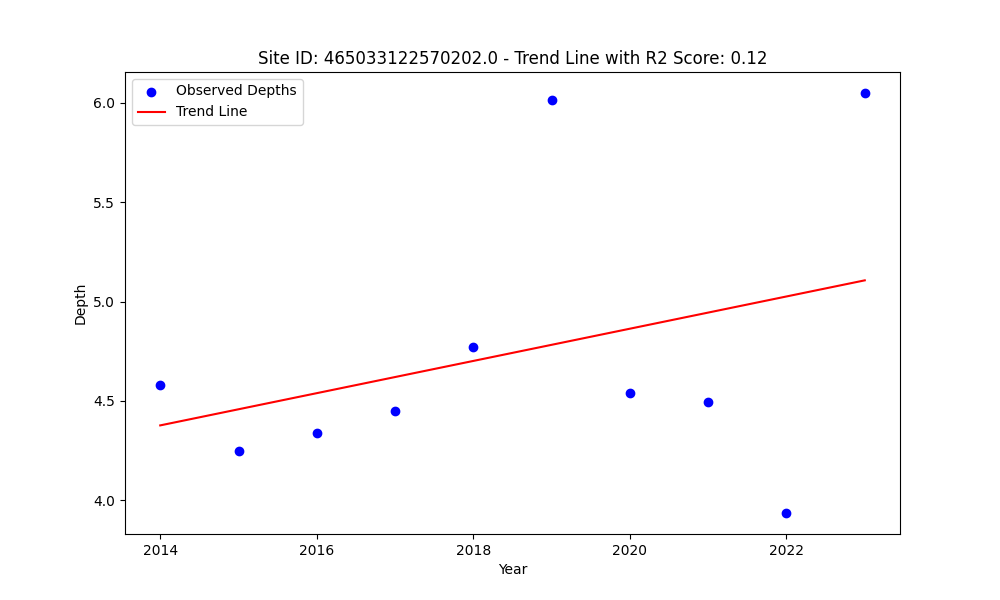 Site ID: 465033122570202.0 - Trend Line with R2 Score: 0.12
Observed Depths
Trend Line
6.0
5.5
5.0
4.5
4.0
Depth
2014
2016
2018
2020
2022
Year